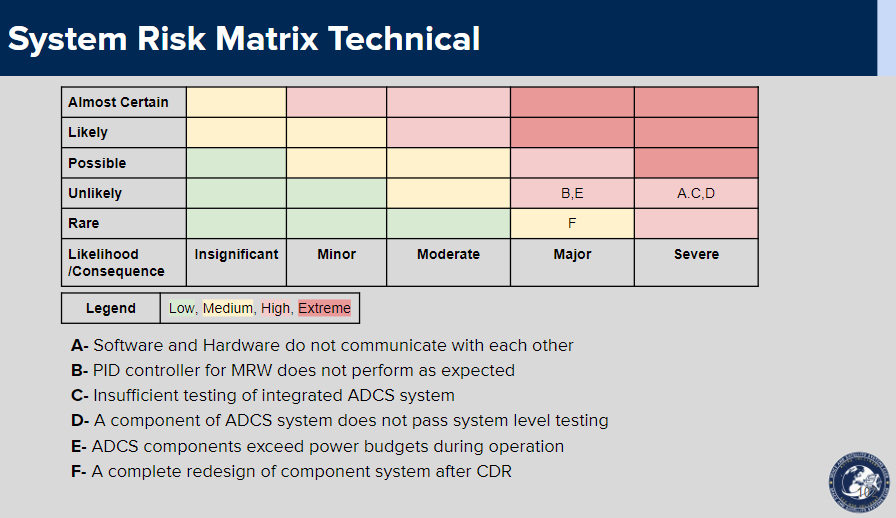 System Risk Matrix Technical
Almost Certain
Likely
Possible
Unlikely B,E A.C,D
Rare F
Likelihood Insignificant Minor Moderate Major Severe
/Consequence
Legend Low, Medium, High, Extreme
A- Software and Hardware do not communicate with each other
B- PID controller for MRW does not perform as expected
C- Insufficient testing of integrated ADCS system
D- A component of ADCS system does not pass system level testing
E- ADCS components exceed power budgets during operation
F- A complete redesign of component system after CDR